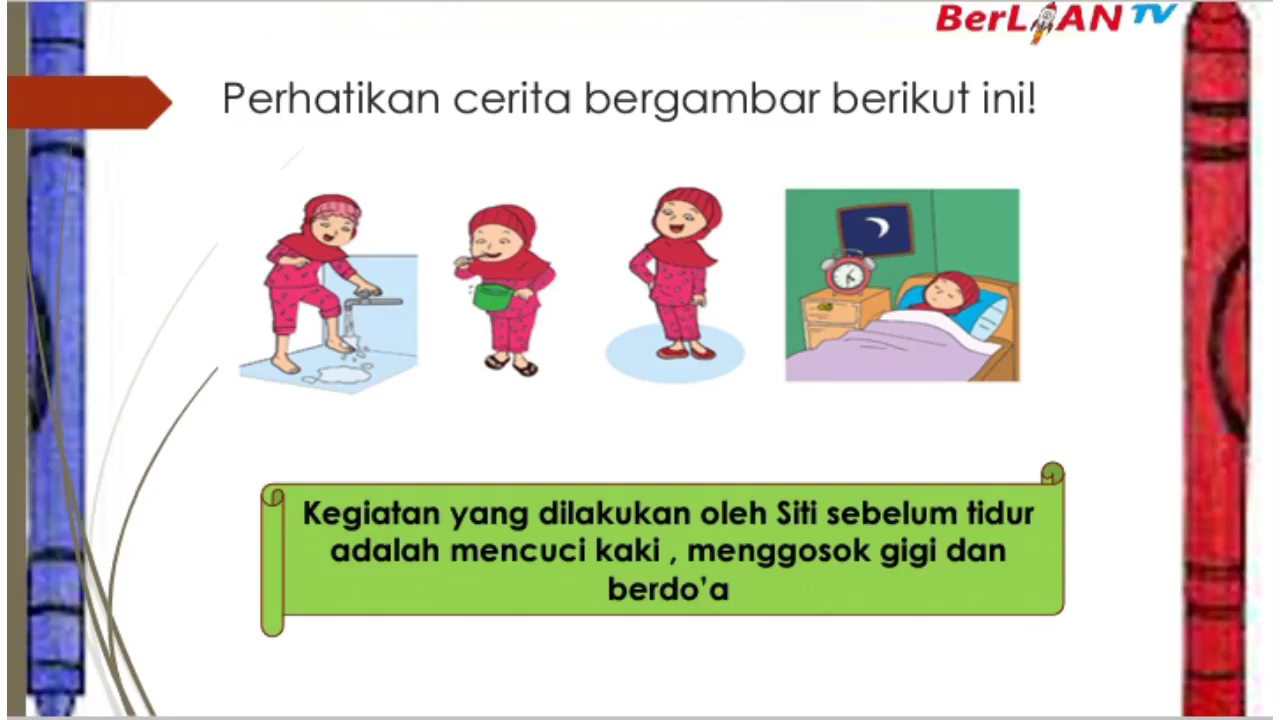 BerLIAN TV
Perhatikan cerita bergambar berikut ini!
Kegiatan yang dilakukan oleh Siti sebelum tidur
adalah mencuci kaki , menggosok gigi dan
berdo'a